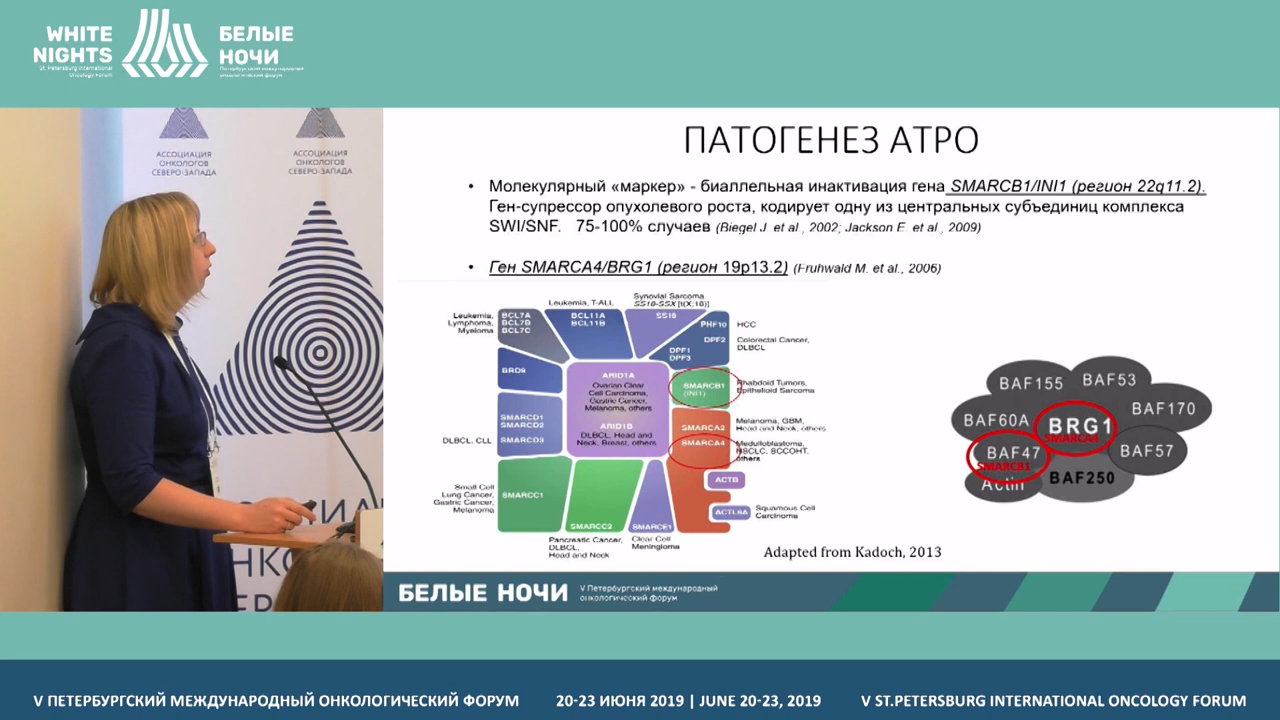 WHITE
NIGHTS
St. Petersburg International
Oncology Forum
БЕЛЫЕ
НОЧИ
Петербургский международный
онкологический форум
АССОЦИАЦИЯ
ОНКОЛОГОВ
СЕВЕРО-ЗАПАДА
АССОЦИАЦИЯ
ОНКОЛОГОВ
СЕВЕРО-ЗАПАДА
ПАТОГЕНЕЗ АТРО
• Молекулярный «маркер» - биаллельная инактивация гена SMARCB1/INI1 (регион 22q11.2).
Ген-супрессор опухолевого роста, кодирует одну из центральных субъединиц комплекса
SWI/SNF. 75-100% случаев (Biegel J. et al., 2002; Jackson E. et al., 2009)
• Ген SMARCA4/BRG1 (регион 19p13.2) (Fruhwald M. et al., 2006)
Leukemia,
Lymphoma,
Myeloma
BCL7A
BCL7B
BCL7C
Leukemia, T-ALL
BCL11A
BCL11B
Synovial Sarcoma
SS18-SSX [t(X;18)]
SS18
PHF10
HCC
DPF2
Colorectal Cancer,
DLBCL
DPF1
DPF3
BRD9
ARID1A
Ovarian Clear
Cell Carcinoma,
Gastric Cancer,
Melanoma, others
ARID1B
DLBCL, Head and
Neck, Breast, others
SMARCB1
(INI1)
Rhabdoid Tumors,
Epithelioid Sarcoma
SMARCD1
SMARCD2
SMARCD3
DLBCL, CLL
SMARCA2
Melanoma, GBM,
Head and Neck, others
SMARCA4
Medulloblastoma,
NSCLC, SCCOHT,
others
ACTB
ACTL6A
Squamous Cell
Carcinoma
Small Cell
Lung Cancer,
Gastric Cancer,
Melanoma
SMARCC1
SMARCC2
SMARCE1
Pancreatic Cancer,
DLBCL,
Head and Neck
Clear Cell
Meningioma
BAF155
BAF53
BAF170
BAF60A
BRG1
SMARCA4
BAF47
SMARCB1
BAF57
Actin
BAF250
Adapted from Kadoch, 2013
БЕЛЫЕ НОЧИ
V Петербургский международный
онкологический форум
V ПЕТЕРБУРГСКИЙ МЕЖДУНАРОДНЫЙ ОНКОЛОГИЧЕСКИЙ ФОРУМ
20-23 ИЮНЯ 2019 | JUNE 20-23, 2019
V ST.PETERSBURG INTERNATIONAL ONCOLOGY FORUM